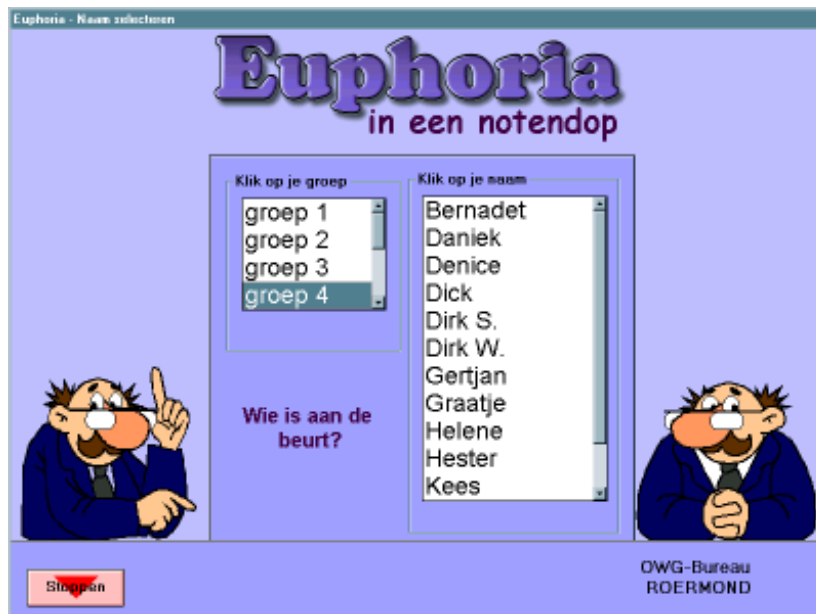 Euphoria - Naam selecteren
Euphoria
in een notendop
Klik op je groep
groep 1
groep 2
groep 3
groep 4
Klik op je naam
Bernadet
Daniek
Denice
Dick
Dirk S.
Dirk W.
Gertjan
Graatje
Helene
Hester
Kees
Wie is aan de
beurt?
Stoppen
OWG-Bureau
ROERMOND